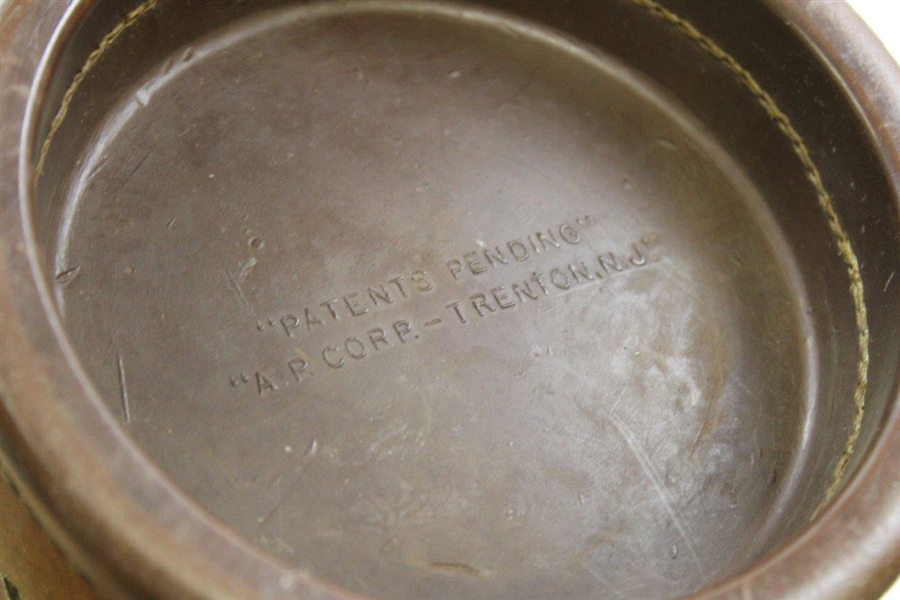 “PATENTS PENDING”
“A.P. CORP. – TRENTON, N.J.”